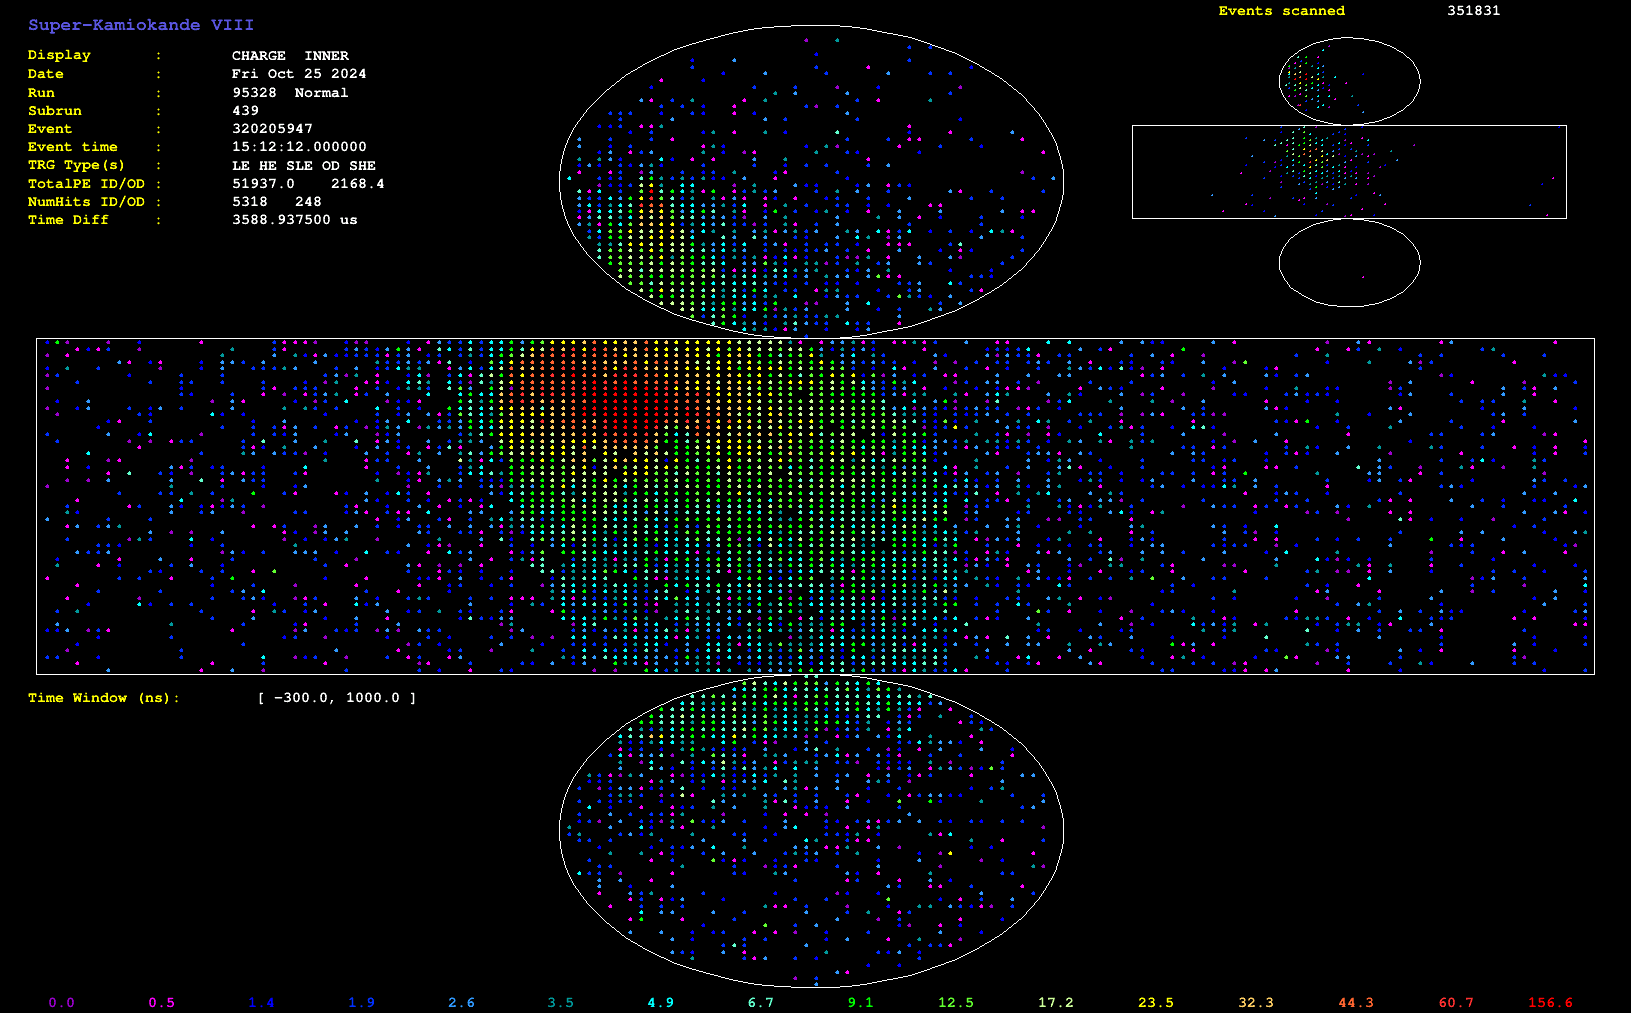 Super-Kamiokande VIII
Events scanned 351831
Display : CHARGE INNER
Date : Fri Oct 25 2024
Run : 95328 Normal
Subrun : 439
Event : 320205947
Event time : 15:12:12.000000
TRG Type(s) : LE HE SLE OD SHE
TotalPE ID/OD : 51937.0 2168.4
NumHits ID/OD : 5318 248
Time Diff : 3588.937500 us
Time Window (ns): [ −300.0, 1000.0 ]
0.0 0.5 1.4 1.9 2.6 3.5 4.9 6.7 9.1 12.5 17.2 23.5 32.3 44.3 60.7 156.6